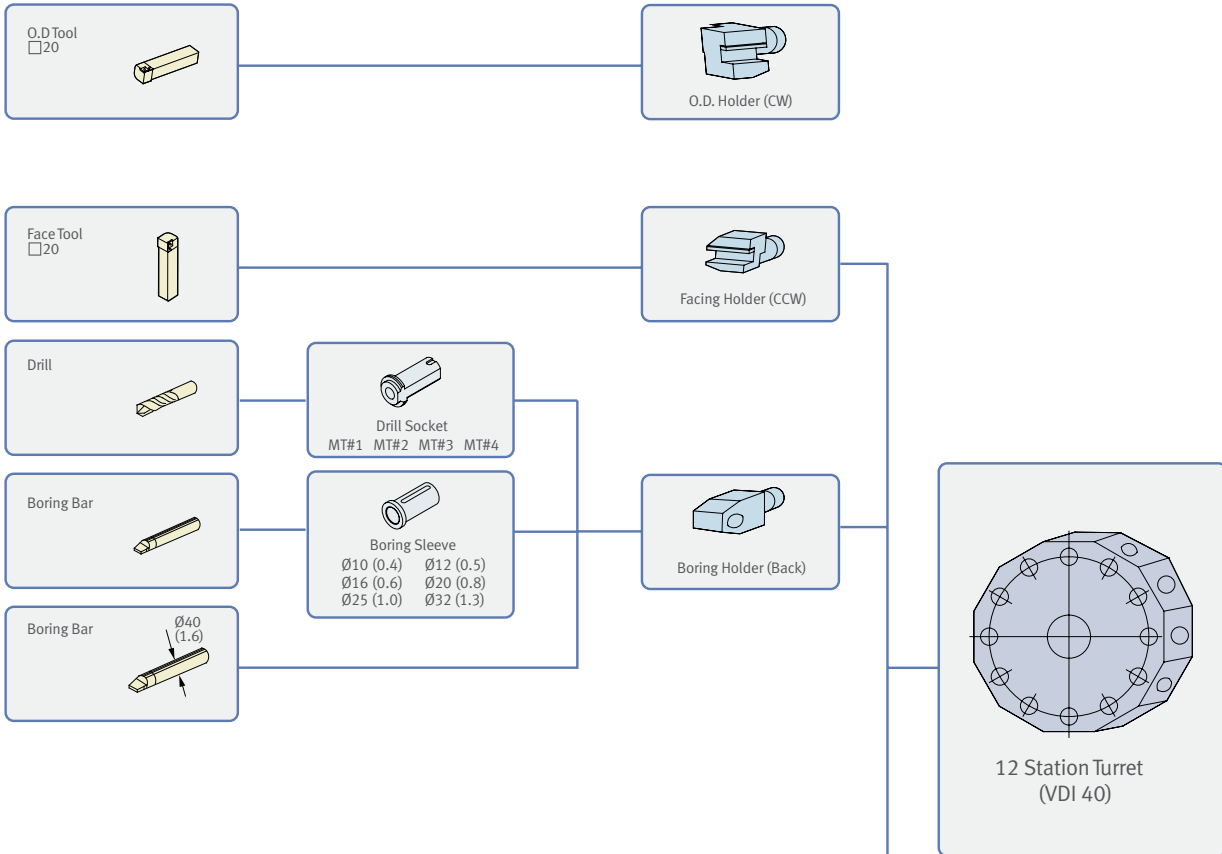 O.D Tool
□20
O.D. Holder (CW)
Face Tool
□20
Facing Holder (CCW)
Drill
Drill Socket
MT#1 MT#2 MT#3 MT#4
Boring Bar
Boring Sleeve
Ø10 (0.4) Ø12 (0.5)
Ø16 (0.6) Ø20 (0.8)
Ø25 (1.0) Ø32 (1.3)
Boring Holder (Back)
Boring Bar
Ø40
(1.6)
12 Station Turret
(VDI 40)